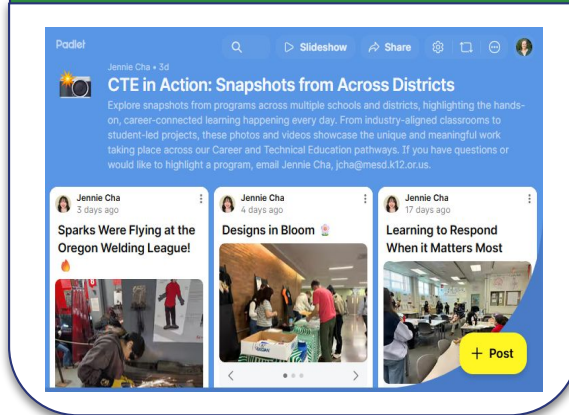 Padlet
Slideshow
Share
Jennie Cha • 3d
CTE in Action: Snapshots from Across Districts
Explore snapshots from programs across multiple schools and districts, highlighting the hands-
on, career-connected learning happening every day. From industry-aligned classrooms to
student-led projects, these photos and videos showcase the unique and meaningful work
taking place across our Career and Technical Education pathways. If you have questions or
would like to highlight a program, email Jennie Cha, jcha@mesd.k12.or.us.
Jennie Cha
3 days ago
Sparks Were Flying at the
Oregon Welding League!
🔥
Jennie Cha
4 days ago
Designs in Bloom 🌷
Jennie Cha
17 days ago
Learning to Respond
When it Matters Most
+ Post